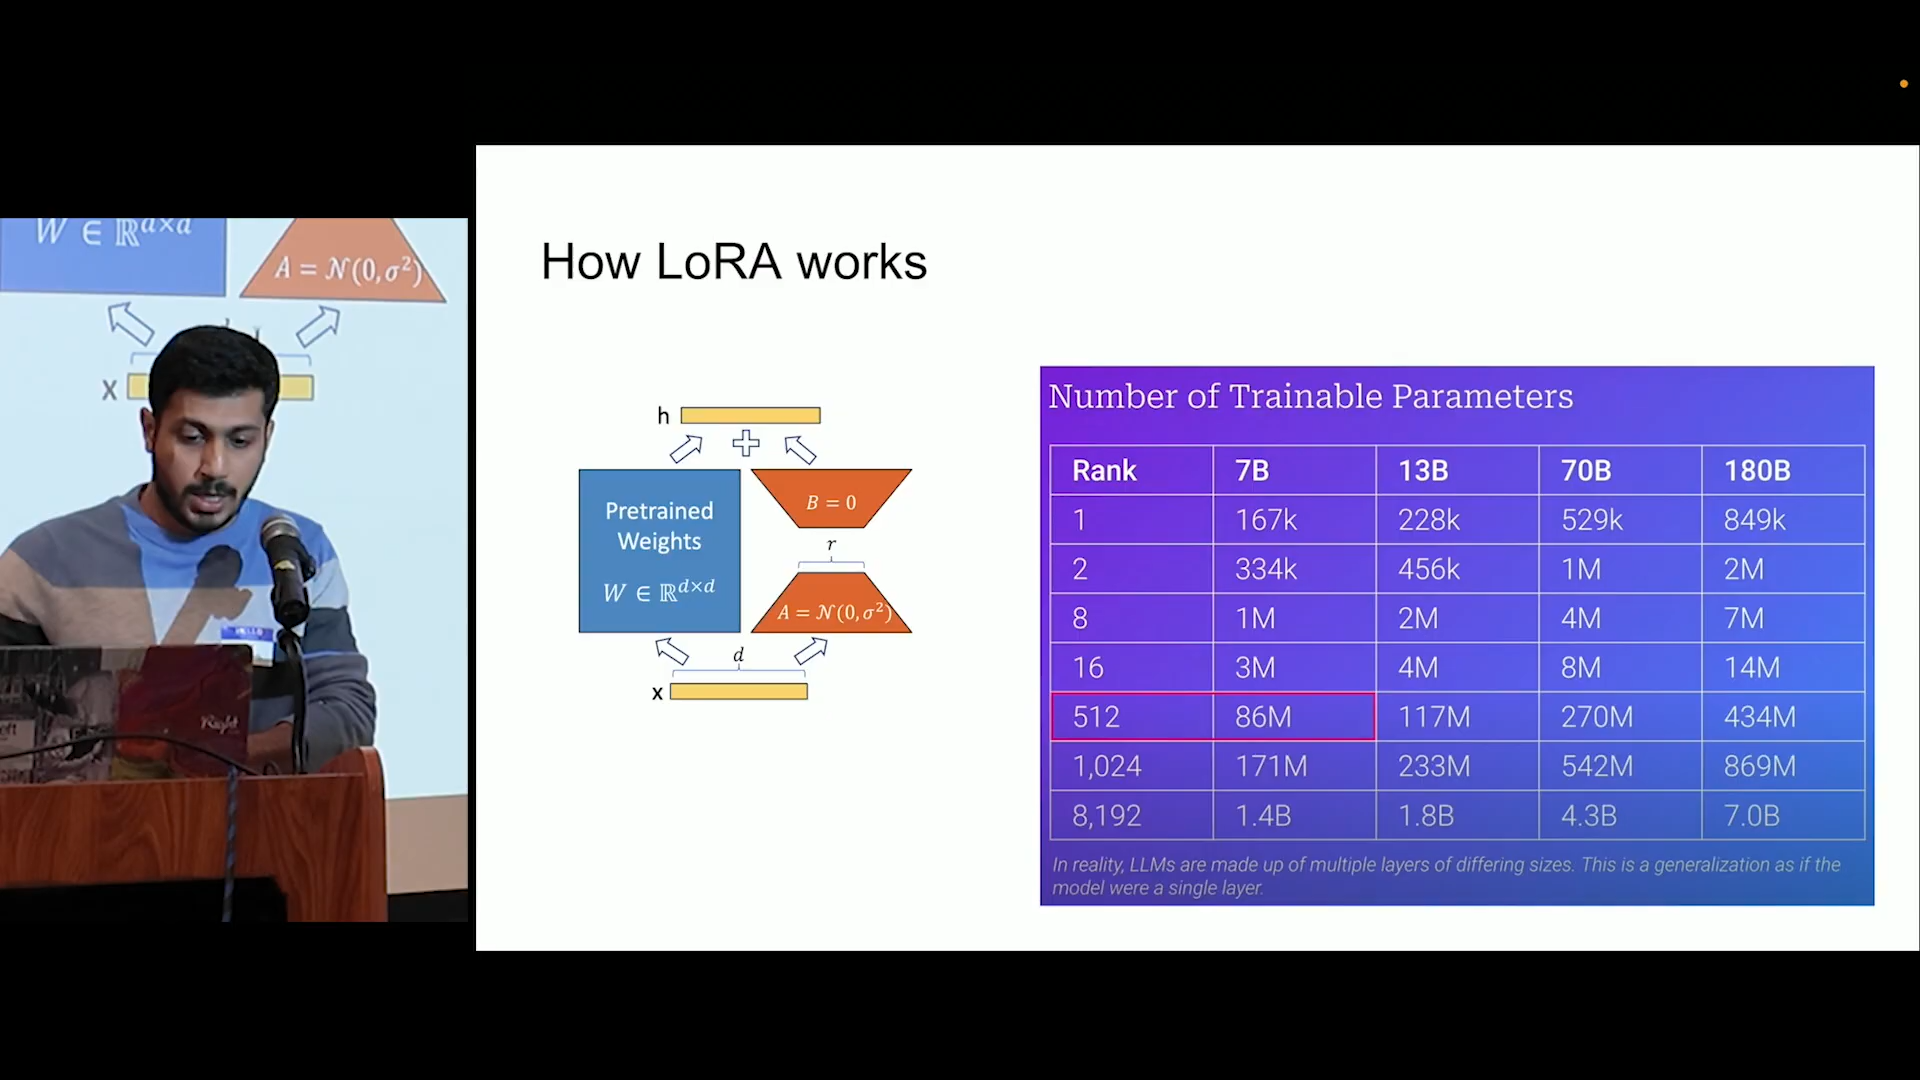 W ∈ ℝᵈˣᵈ
A = 𝒩(0, σ²)
x
HELLO
Right
How LoRA works
h
Pretrained
Weights
W ∈ ℝᵈˣᵈ
B = 0
r
A = 𝒩(0, σ²)
d
x
Number of Trainable Parameters
Rank 7B 13B 70B 180B
1 167k 228k 529k 849k
2 334k 456k 1M 2M
8 1M 2M 4M 7M
16 3M 4M 8M 14M
512 86M 117M 270M 434M
1,024 171M 233M 542M 869M
8,192 1.4B 1.8B 4.3B 7.0B
In reality, LLMs are made up of multiple layers of differing sizes. This is a generalization as if the
model were a single layer.